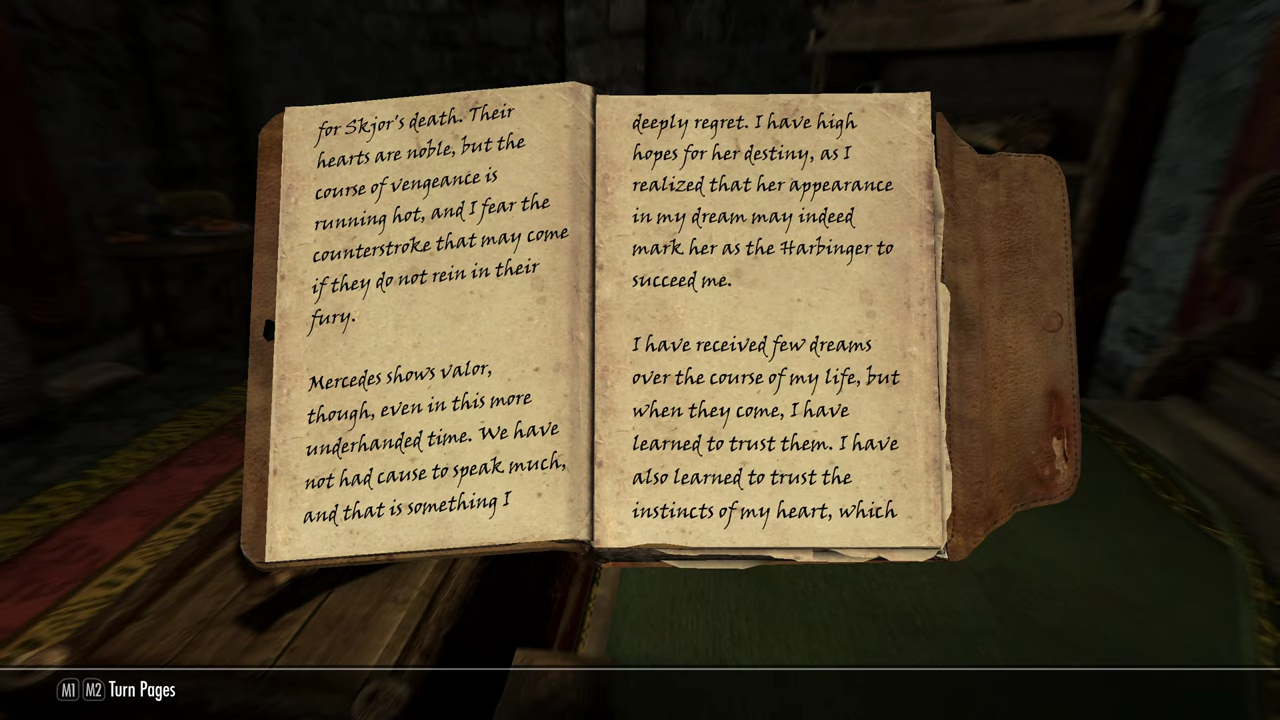 for Skjor's death. Their
hearts are noble, but the
course of vengeance is
running hot, and I fear the
counterstroke that may come
if they do not rein in their
fury.
Mercedes shows valor,
though, even in this more
underhanded time. We have
not had cause to speak much,
and that is something I
deeply regret. I have high
hopes for her destiny, as I
realized that her appearance
in my dream may indeed
mark her as the Harbinger to
succeed me.
I have received few dreams
over the course of my life, but
when they come, I have
learned to trust them. I have
also learned to trust the
instincts of my heart, which
M1 M2 Turn Pages